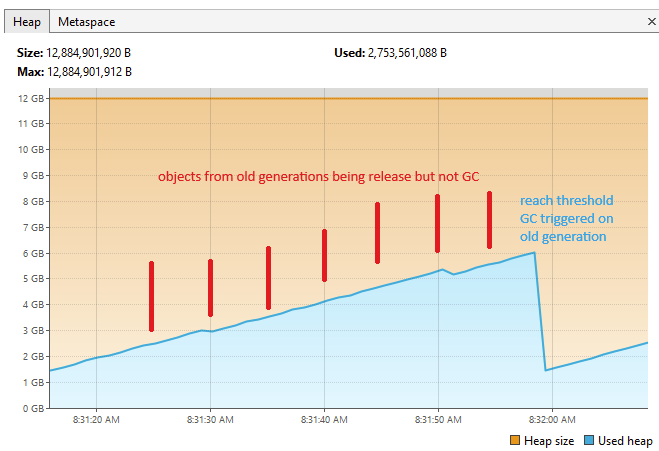 Heap Metaspace ×
Size: 12,884,901,920 B Used: 2,753,561,088 B
Max: 12,884,901,912 B
12 GB
11 GB
10 GB
9 GB
objects from old generations being release but not GC
8 GB
reach threshold
GC triggered on
old generation
7 GB
6 GB
5 GB
4 GB
3 GB
2 GB
1 GB
0 GB
8:31:20 AM 8:31:30 AM 8:31:40 AM 8:31:50 AM 8:32:00 AM
Heap size Used heap